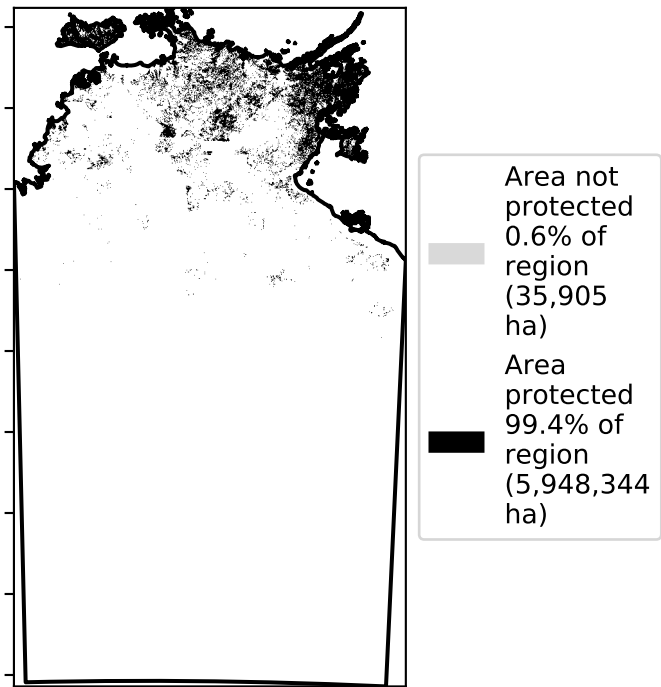 Area not
protected
0.6% of
region
(35,905
ha)
Area
protected
99.4% of
region
(5,948,344
ha)